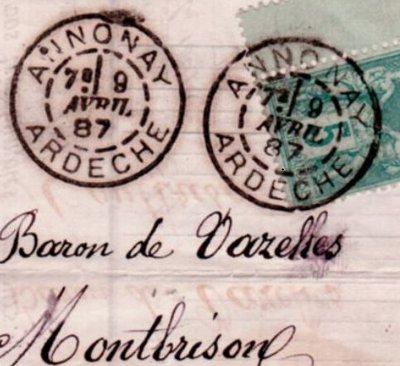 ANNONAY
7E 9
AVRIL
87
ARDECHE
ANNONAY
7E 9
AVRIL
87
ARDECHE
Baron de Vazelles
Montbrison